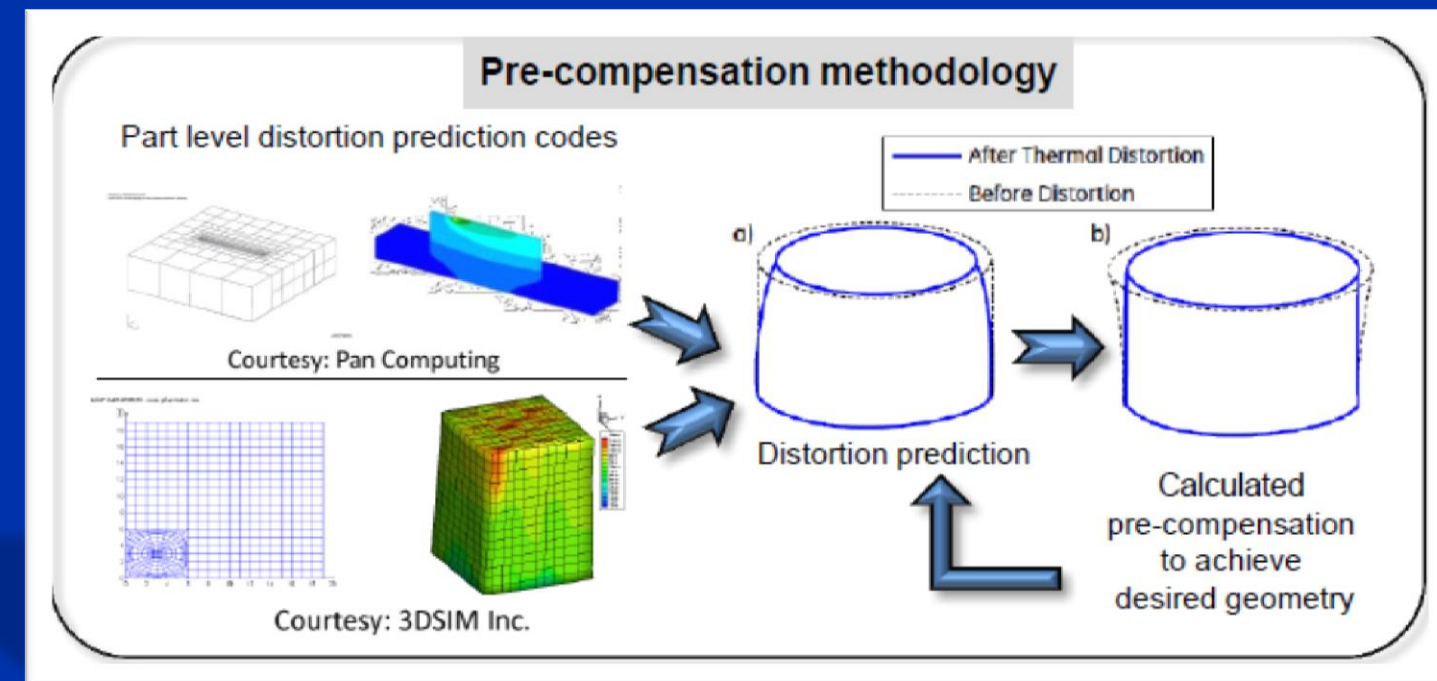 Pre-compensation methodology
Part level distortion prediction codes
After Thermal Distortion
Before Distortion
a)
b)
Courtesy: Pan Computing
Distortion prediction
Calculated
pre-compensation
to achieve
desired geometry
Courtesy: 3DSIM Inc.